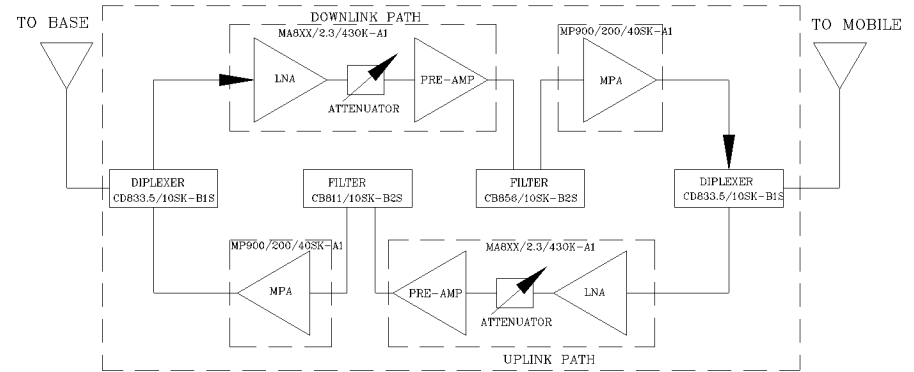 DOWNLINK PATH
TO BASE
TO MOBILE
MA8XX/2.3/430K-A1
MP900/200/40SK-A1
LNA
ATTENUATOR
PRE-AMP
MPA
DIPLEXER
CD833.5/10SK-B1S
FILTER
CB811/10SK-B2S
FILTER
CB856/10SK-B2S
DIPLEXER
CD833.5/10SK-B1S
MP900/200/40SK-A1
MA8XX/2.3/430K-A1
MPA
PRE-AMP
ATTENUATOR
LNA
UPLINK PATH